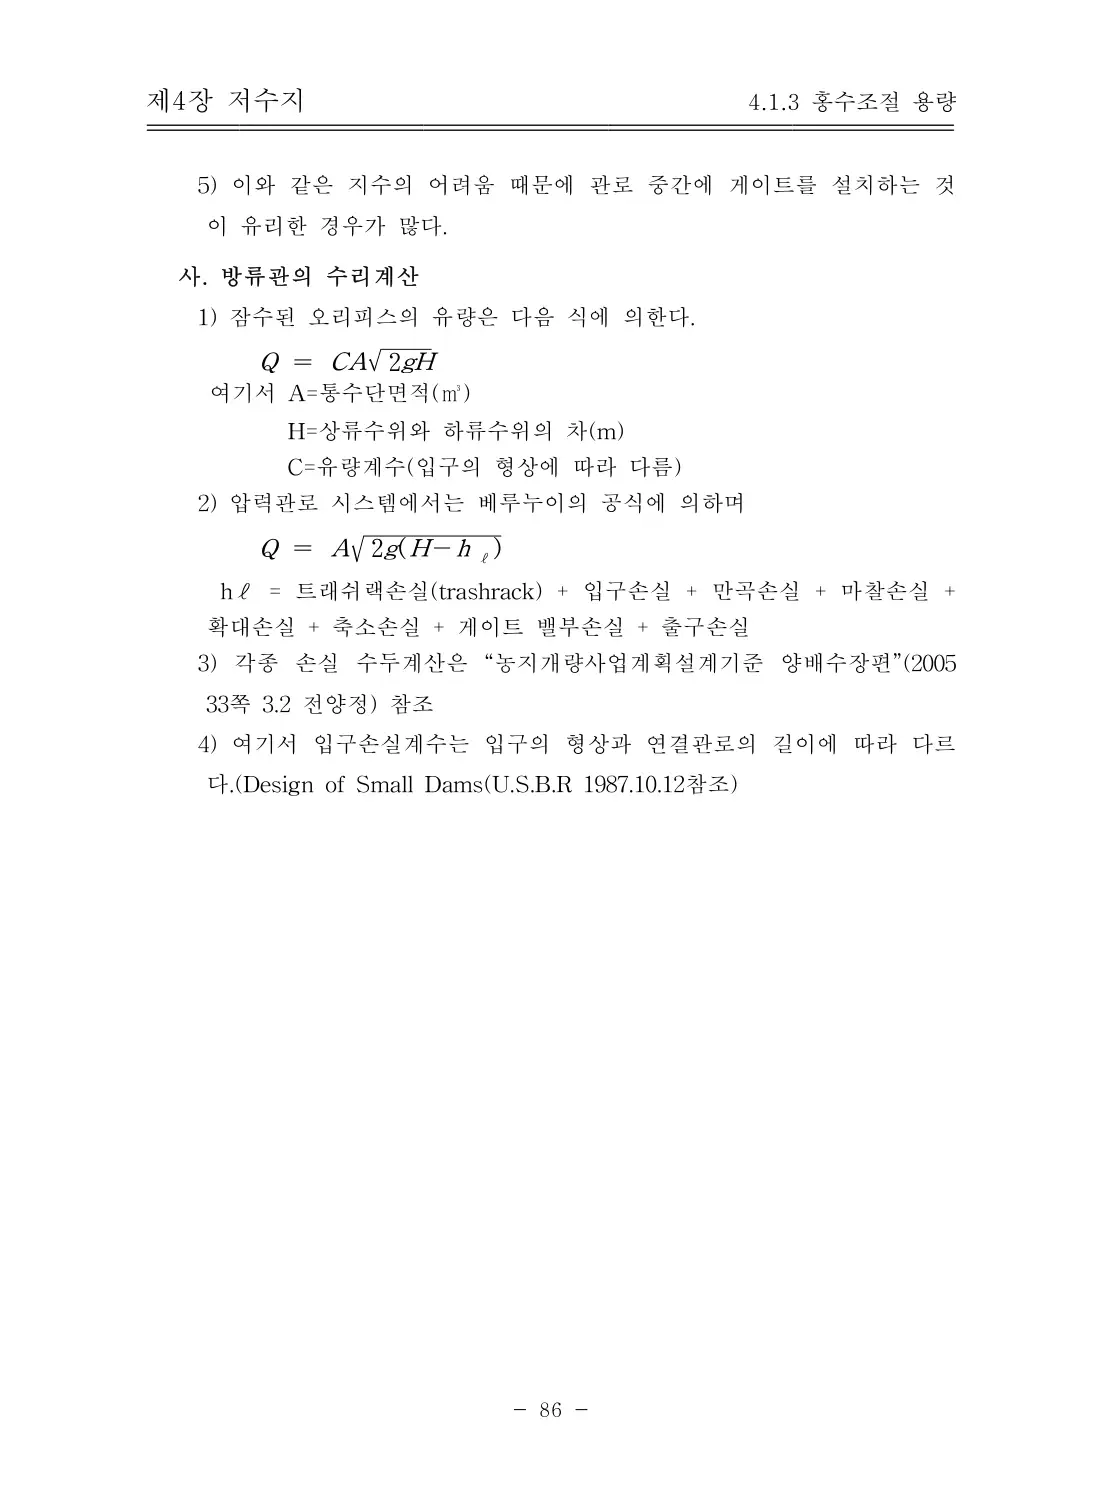 제4장 저수지
4.1.3 홍수조절 용량
5) 이와 같은 지수의 어려움 때문에 관로 중간에 게이트를 설치하는 것
이 유리한 경우가 많다.
사. 방류관의 수리계산
1) 잠수된 오리피스의 유량은 다음 식에 의한다.
Q = CA√2gH
여기서 A=통수단면적(㎥)
H=상류수위와 하류수위의 차(m)
C=유량계수(입구의 형상에 따라 다름)
2) 압력관로 시스템에서는 베루누이의 공식에 의하며
Q = A√2g(H-h ℓ)
hℓ = 트래쉬랙손실(trashrack) + 입구손실 + 만곡손실 + 마찰손실 +
확대손실 + 축소손실 + 게이트 밸부손실 + 출구손실
3) 각종 손실 수두계산은 “농지개량사업계획설계기준 양배수장편”(2005
33쪽 3.2 전양정) 참조
4) 여기서 입구손실계수는 입구의 형상과 연결관로의 길이에 따라 다르
다.(Design of Small Dams(U.S.B.R 1987.10.12참조)
- 86 -